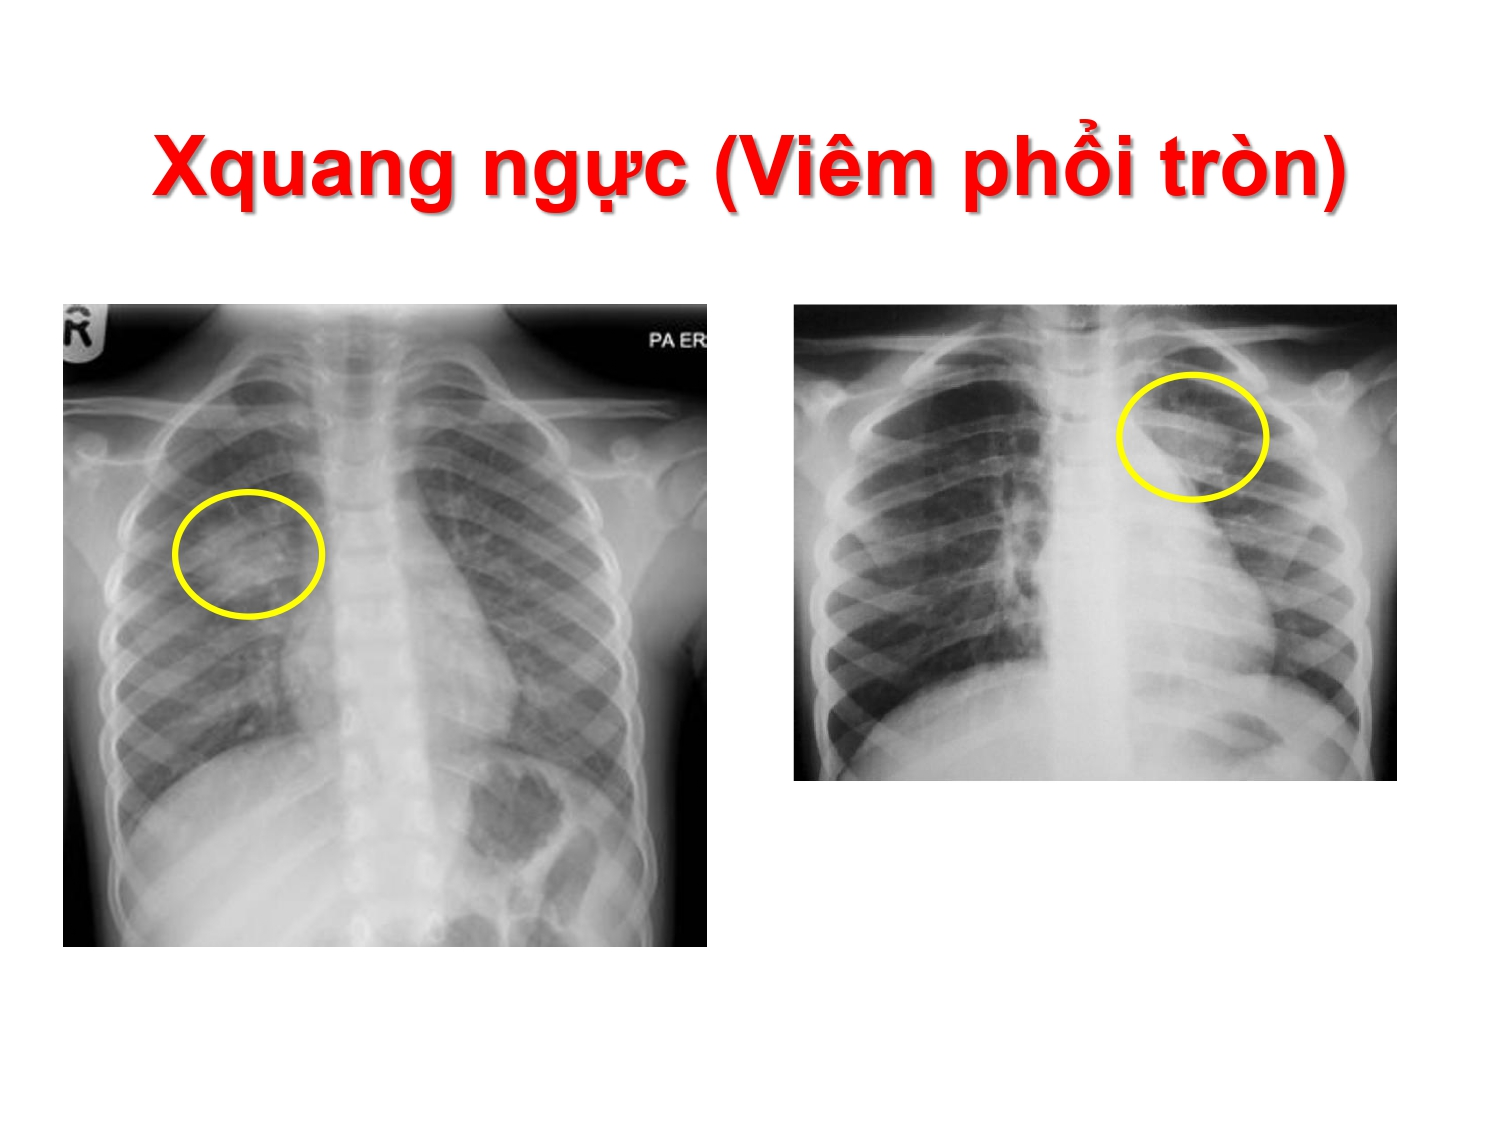 Xquang ngực (Viêm phổi tròn)
R
PA ER